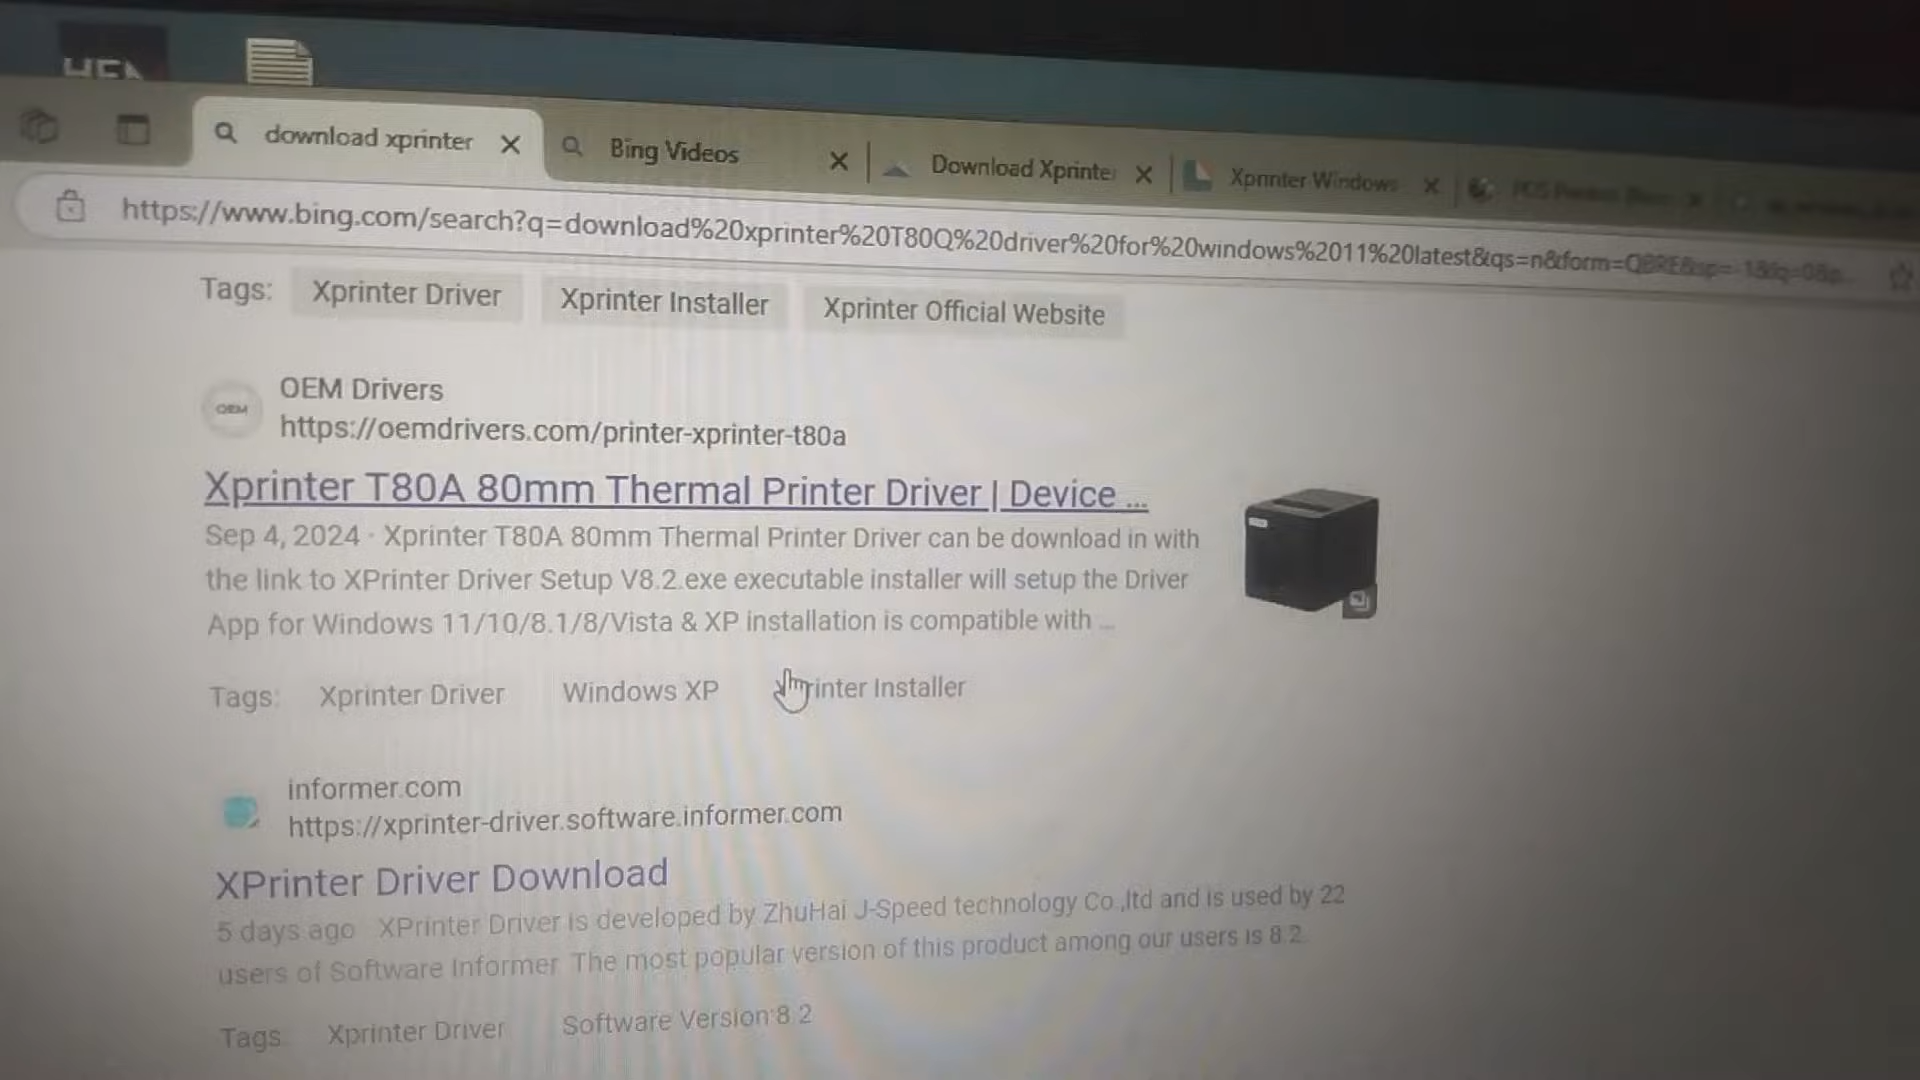 download xprinter
Bing Videos
Download Xprinter
Xprinter Windows
https://www.bing.com/search?q=download%20xprinter%20T80Q%20driver%20for%20windows%2011%20latest&qs=n&form=QBRE&sp=-1&lq=0&p...
Tags: Xprinter Driver Xprinter Installer Xprinter Official Website
OEM
OEM Drivers
https://oemdrivers.com/printer-xprinter-t80a
Xprinter T80A 80mm Thermal Printer Driver | Device ...
Sep 4, 2024 · Xprinter T80A 80mm Thermal Printer Driver can be download in with
the link to XPrinter Driver Setup V8.2.exe executable installer will setup the Driver
App for Windows 11/10/8.1/8/Vista & XP installation is compatible with ...
Tags: Xprinter Driver Windows XP rinter Installer
informer.com
https://xprinter-driver.software.informer.com
XPrinter Driver Download
5 days ago XPrinter Driver is developed by ZhuHai J-Speed technology Co.,ltd and is used by 22
users of Software Informer The most popular version of this product among our users is 8.2
Tags Xprinter Driver Software Version:8.2